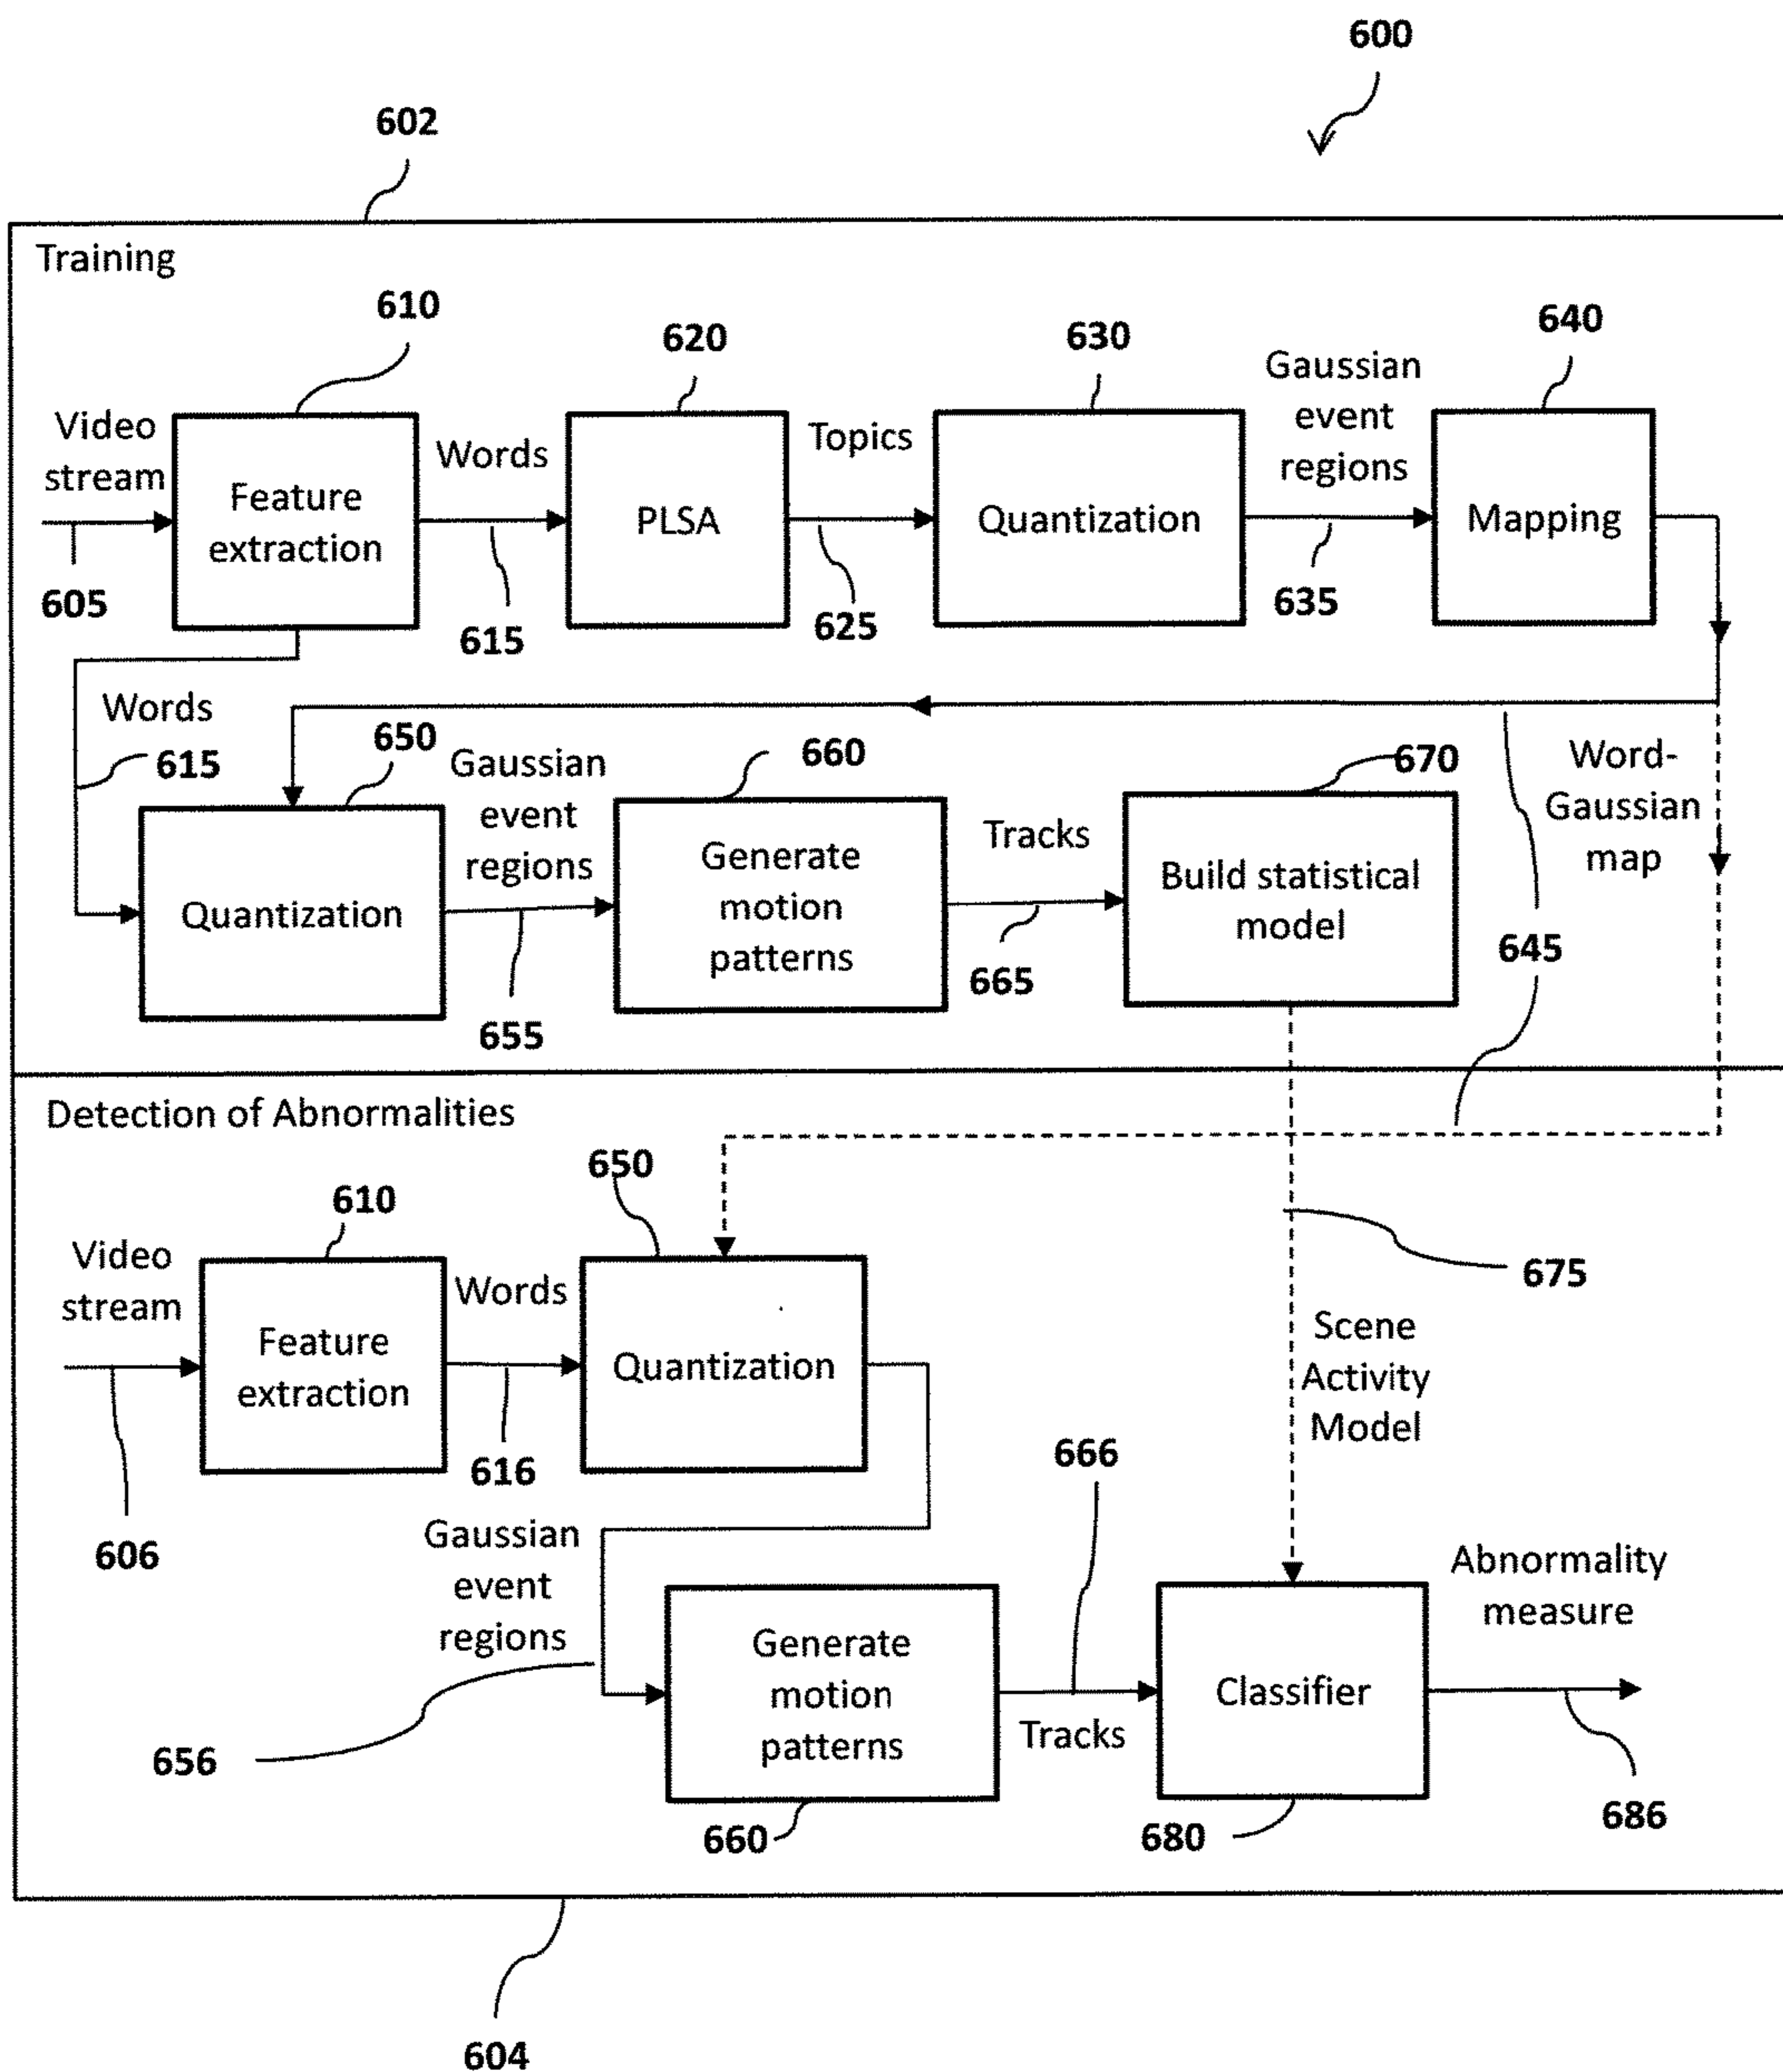 600
602
Training
610
620
630
640
Video
stream
Feature
extraction
Words
PLSA
Topics
Quantization
Gaussian
event
regions
Mapping
605
615
625
635
Words
615
650
Quantization
Gaussian
event
regions
660
Generate
motion
patterns
Tracks
670
Build statistical
model
Word-
Gaussian
map
655
665
645
Detection of Abnormalities
610
650
Video
stream
Feature
extraction
Words
Quantization
675
Scene
Activity
Model
606
616
Gaussian
event
regions
656
Generate
motion
patterns
660
666
Tracks
Classifier
680
Abnormality
measure
686
604